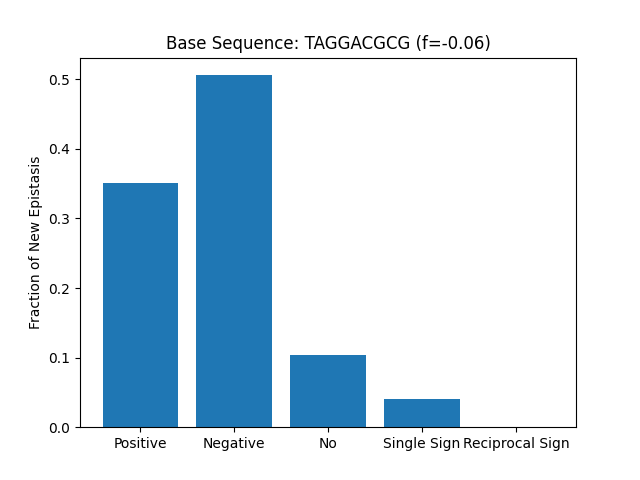 Base Sequence: TAGGACGCG (f=-0.06)
Fraction of New Epistasis
0.5
0.4
0.3
0.2
0.1
0.0
Positive Negative No Single Sign Reciprocal Sign